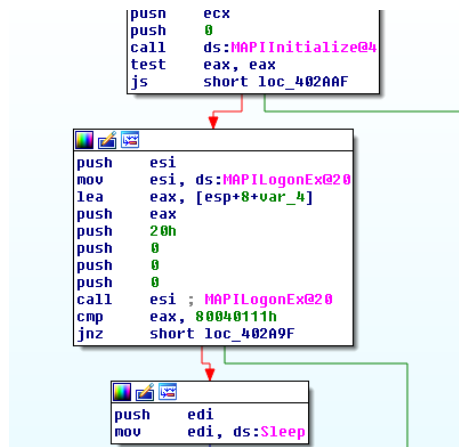 push ecx
push 0
call ds:MAPIInitialize@4
test eax, eax
js short loc_402AAF
push esi
mov esi, ds:MAPILogonEx@20
lea eax, [esp+8+var_4]
push eax
push 20h
push 0
push 0
push 0
call esi ; MAPILogonEx@20
cmp eax, 80040111h
jnz short loc_402A9F
push edi
mov edi, ds:Sleep